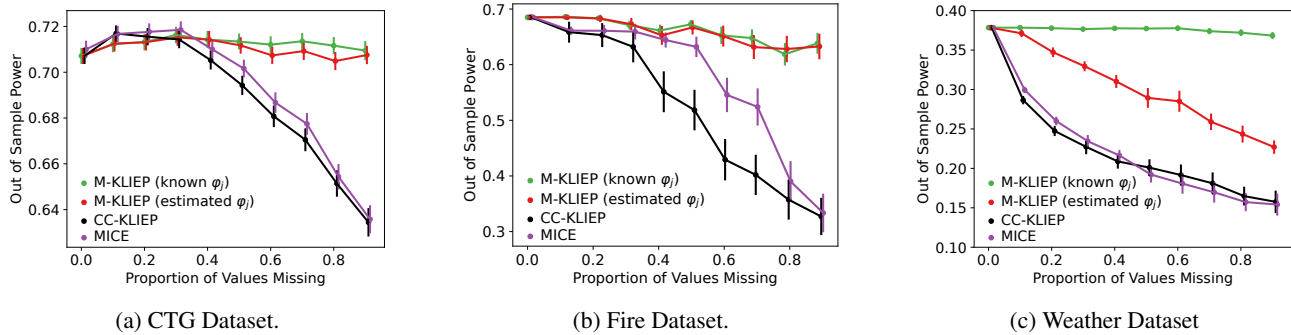 0.72
0.70
0.68
0.66
0.64
Out of Sample Power
M-KLIEP (known φj)
M-KLIEP (estimated φj)
CC-KLIEP
MICE
0.0 0.2 0.4 0.6 0.8
Proportion of Values Missing
(a) CTG Dataset.
0.7
0.6
0.5
0.4
0.3
Out of Sample Power
M-KLIEP (known φj)
M-KLIEP (estimated φj)
CC-KLIEP
MICE
0.0 0.2 0.4 0.6 0.8
Proportion of Values Missing
(b) Fire Dataset.
0.40
0.35
0.30
0.25
0.20
0.15
0.10
Out of Sample Power
M-KLIEP (known φj)
M-KLIEP (estimated φj)
CC-KLIEP
MICE
0.0 0.2 0.4 0.6 0.8
Proportion of Values Missing
(c) Weather Dataset